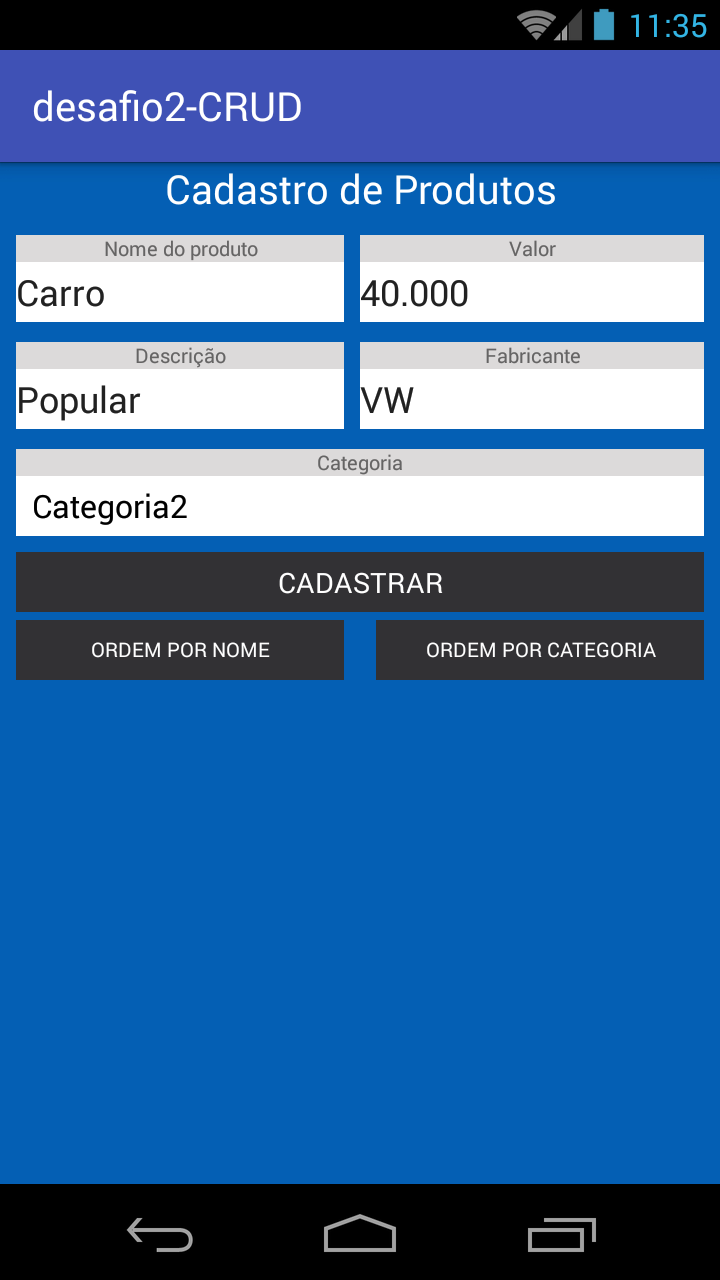 11:35
desafio2-CRUD
Cadastro de Produtos
Nome do produto
Valor
Carro
40.000
Descrição
Fabricante
Popular
VW
Categoria
Categoria2
CADASTRAR
ORDEM POR NOME
ORDEM POR CATEGORIA